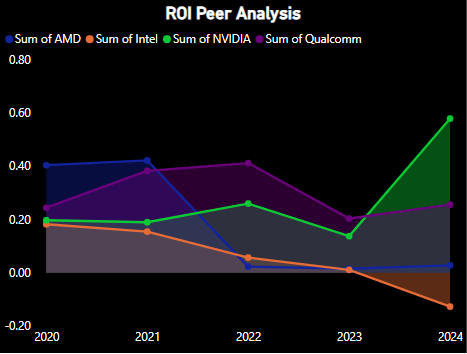 ROI Peer Analysis
Sum of AMD Sum of Intel Sum of NVIDIA Sum of Qualcomm
0.80
0.60
0.40
0.20
0.00
-0.20
2020 2021 2022 2023 2024